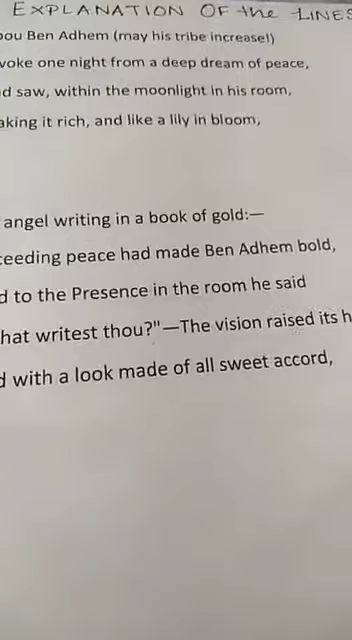 EXPLANATION OF the LINES
ou Ben Adhem (may his tribe increase!)
woke one night from a deep dream of peace,
d saw, within the moonlight in his room,
aking it rich, and like a lily in bloom,
angel writing in a book of gold:—
ceeding peace had made Ben Adhem bold,
d to the Presence in the room he said
hat writest thou?"—The vision raised its h
d with a look made of all sweet accord,